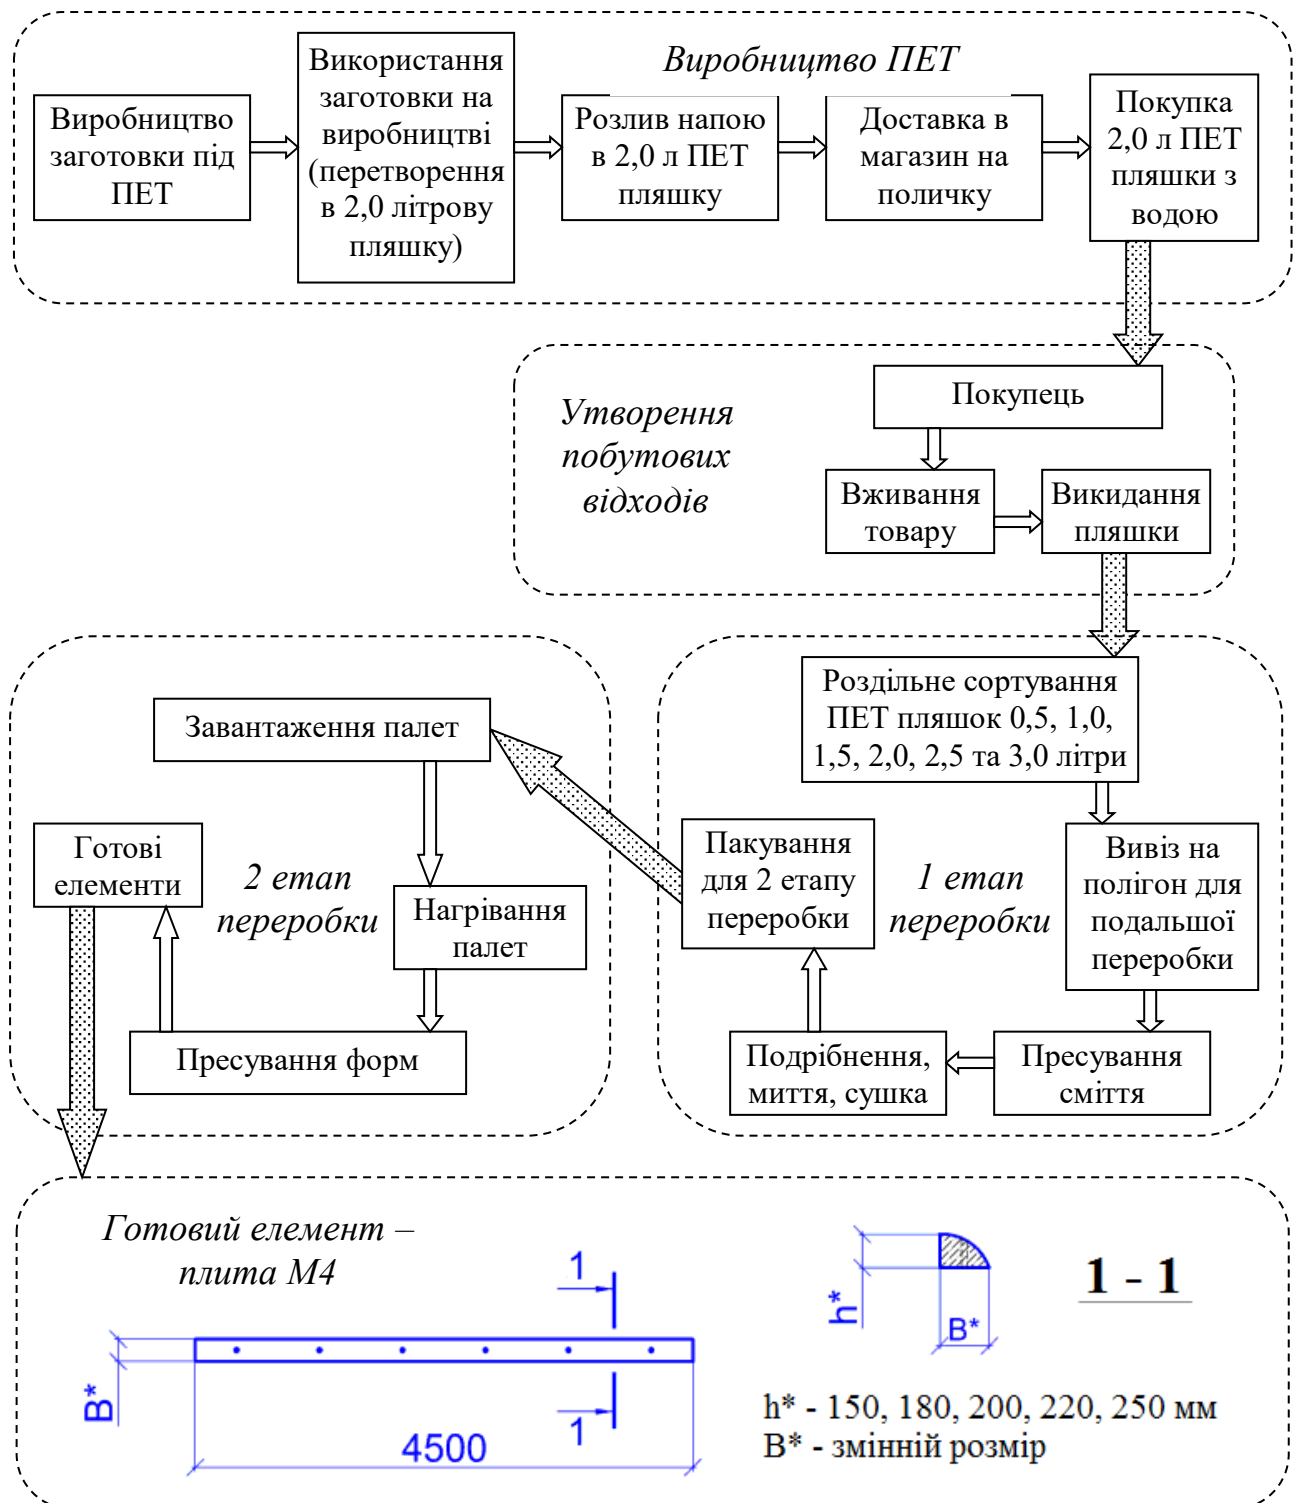 Виробництво ПЕТ
Виробництво
заготовки під
ПЕТ
Використання
заготовки на
виробництві
(перетворення
в 2,0 літрову
пляшку)
Розлив напою
в 2,0 л ПЕТ
пляшку
Доставка в
магазин на
поличку
Покупка
2,0 л ПЕТ
пляшки з
водою
Утворення
побутових
відходів
Покупець
Вживання
товару
Викидання
пляшки
Роздільне сортування
ПЕТ пляшок 0,5, 1,0,
1,5, 2,0, 2,5 та 3,0 літри
Вивіз на
полігон для
подальшої
переробки
1 етап
переробки
Пресування
сміття
Подрібнення,
миття, сушка
Пакування
для 2 етапу
переробки
Завантаження палет
2 етап
переробки
Нагрівання
палет
Пресування форм
Готові
елементи
Готовий елемент –
плита М4
1
1
B*
4500
h*
B*
1 - 1
h* - 150, 180, 200, 220, 250 мм
B* - змінній розмір